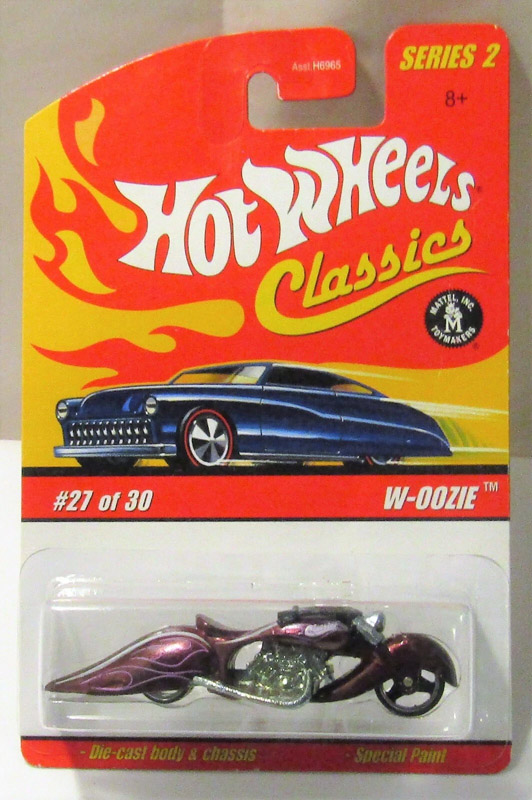 Asst.H6965
SERIES 2
8+
HOT WHEELS®
Classics
MATTEL, INC
M
TOYMAKERS®
#27 of 30
W-OOZIE™
- Die-cast body & chassis
- Special Paint